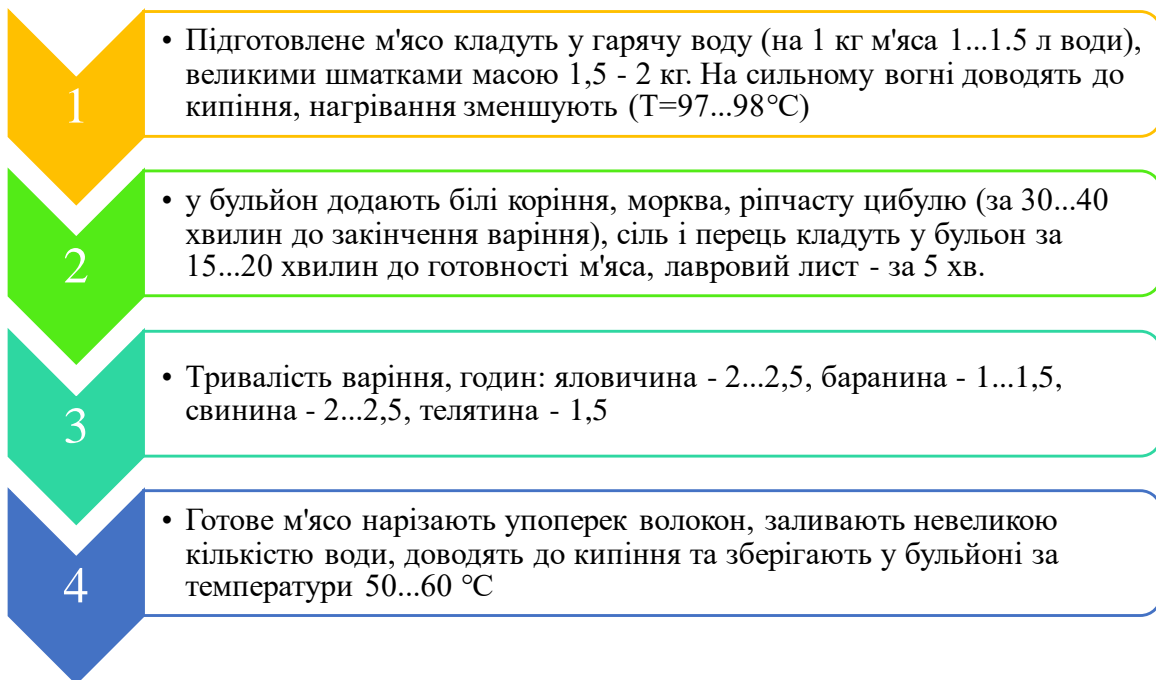 1
• Підготовлене м'ясо кладуть у гарячу воду (на 1 кг м'яса 1...1.5 л води),
великими шматками масою 1,5 - 2 кг. На сильному вогні доводять до
кипіння, нагрівання зменшують (Т=97...98°С)
2
• у бульйон додають білі коріння, морква, ріпчасту цибулю (за 30...40
хвилин до закінчення варіння), сіль і перець кладуть у бульон за
15...20 хвилин до готовності м'яса, лавровий лист - за 5 хв.
3
• Тривалість варіння, годин: яловичина - 2...2,5, баранина - 1...1,5,
свинина - 2...2,5, телятина - 1,5
4
• Готове м'ясо нарізають упоперек волокон, заливають невеликою
кількістю води, доводять до кипіння та зберігають у бульйоні за
температури 50...60 °С